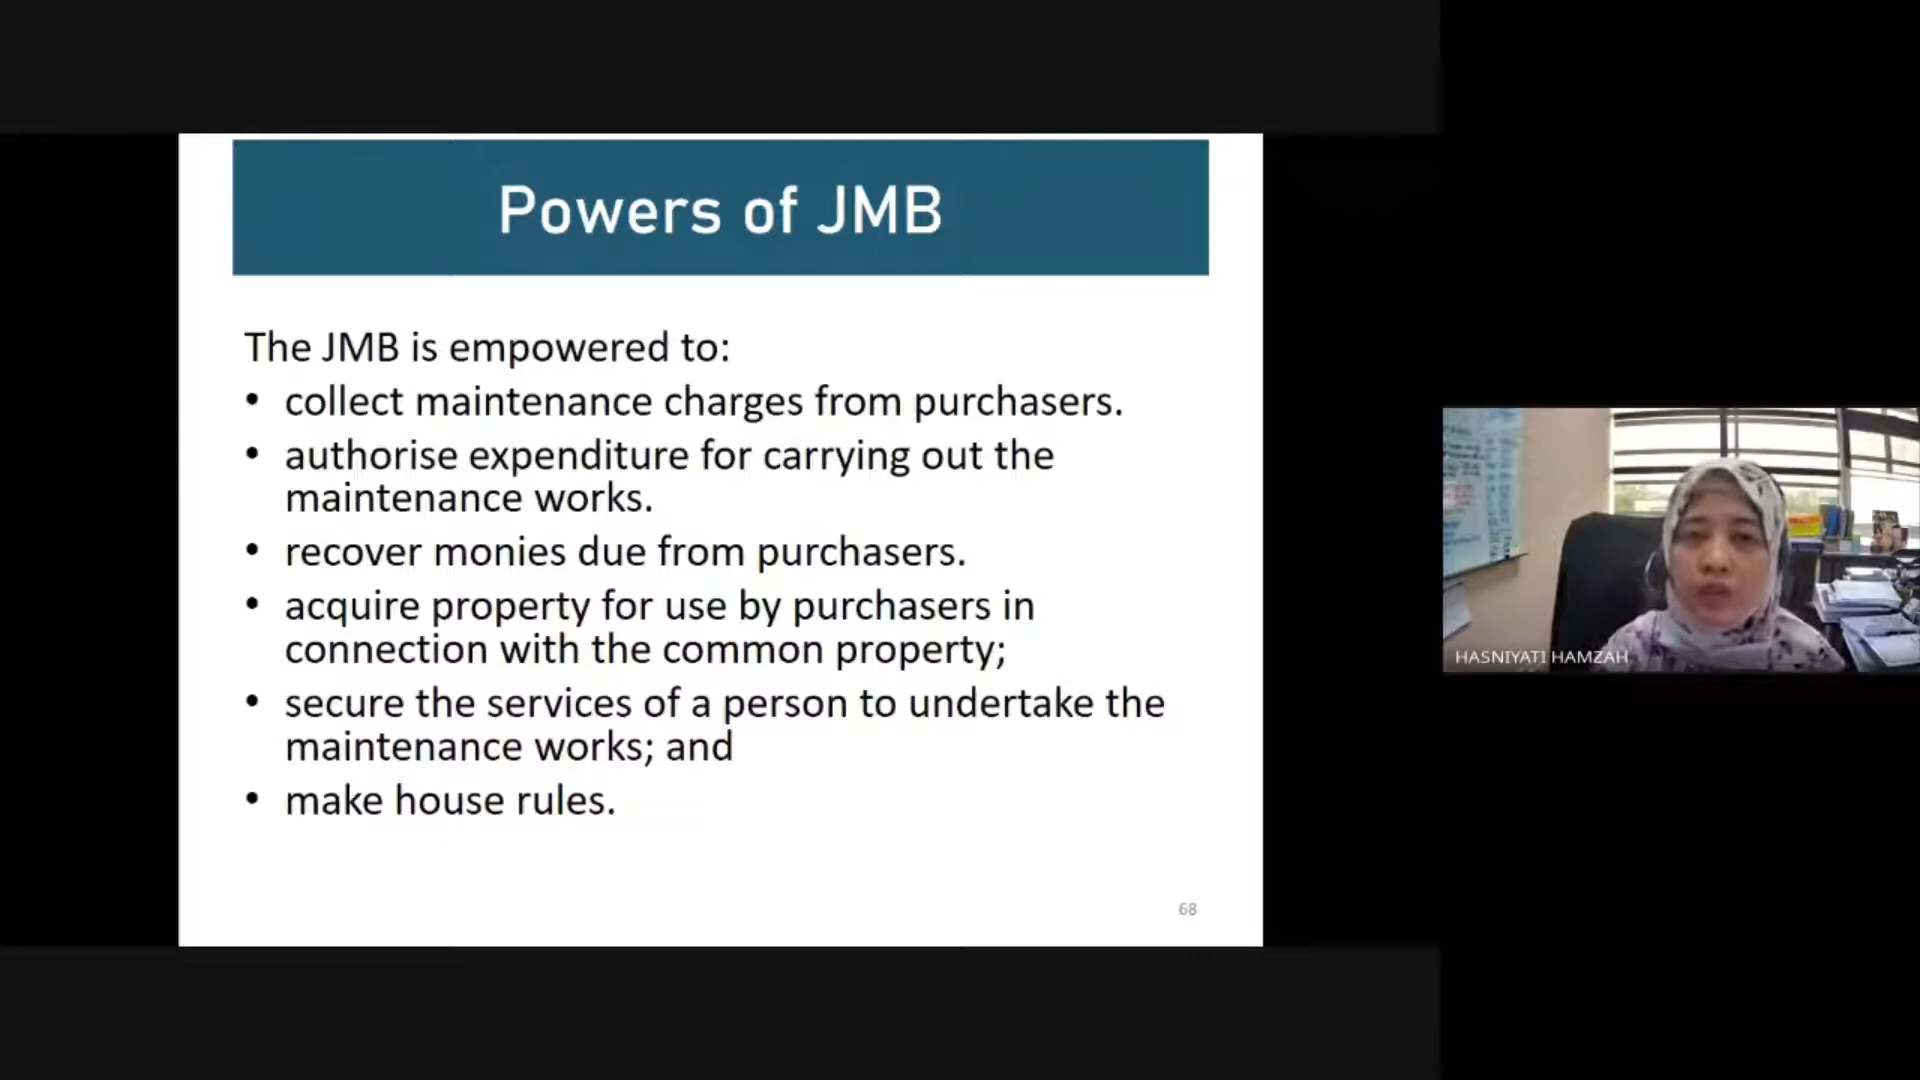 Powers of JMB
The JMB is empowered to:
• collect maintenance charges from purchasers.
• authorise expenditure for carrying out the
maintenance works.
• recover monies due from purchasers.
• acquire property for use by purchasers in
connection with the common property;
• secure the services of a person to undertake the
maintenance works; and
• make house rules.
68
HASNIYATI HAMZAH